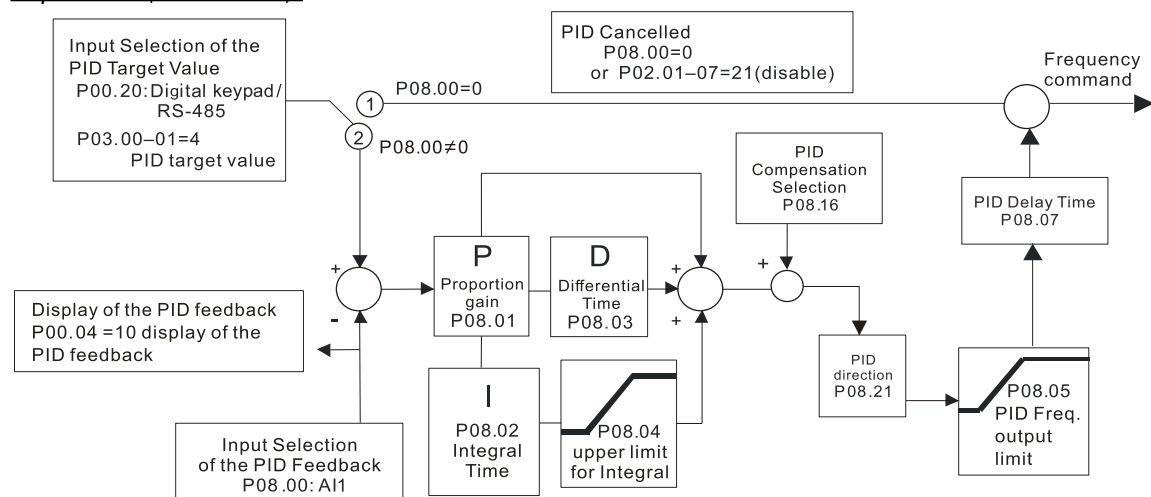 Input Selection of the
PID Target Value
P00.20: Digital keypad/
RS-485
P03.00–01=4
PID target value
1
P08.00=0
2
P08.00≠0
PID Cancelled
P08.00=0
or P02.01–07=21(disable)
Frequency
command
PID
Compensation
Selection
P08.16
PID Delay Time
P08.07
+
-
P
Proportion
gain
P08.01
D
Differential
Time
P08.03
+
+
+
Display of the PID feedback
P00.04 =10 display of the
PID feedback
I
P08.02
Integral
Time
P08.04
upper limit
for Integral
PID
direction
P08.21
P08.05
PID Freq.
output
limit
Input Selection
of the PID Feedback
P08.00: AI1